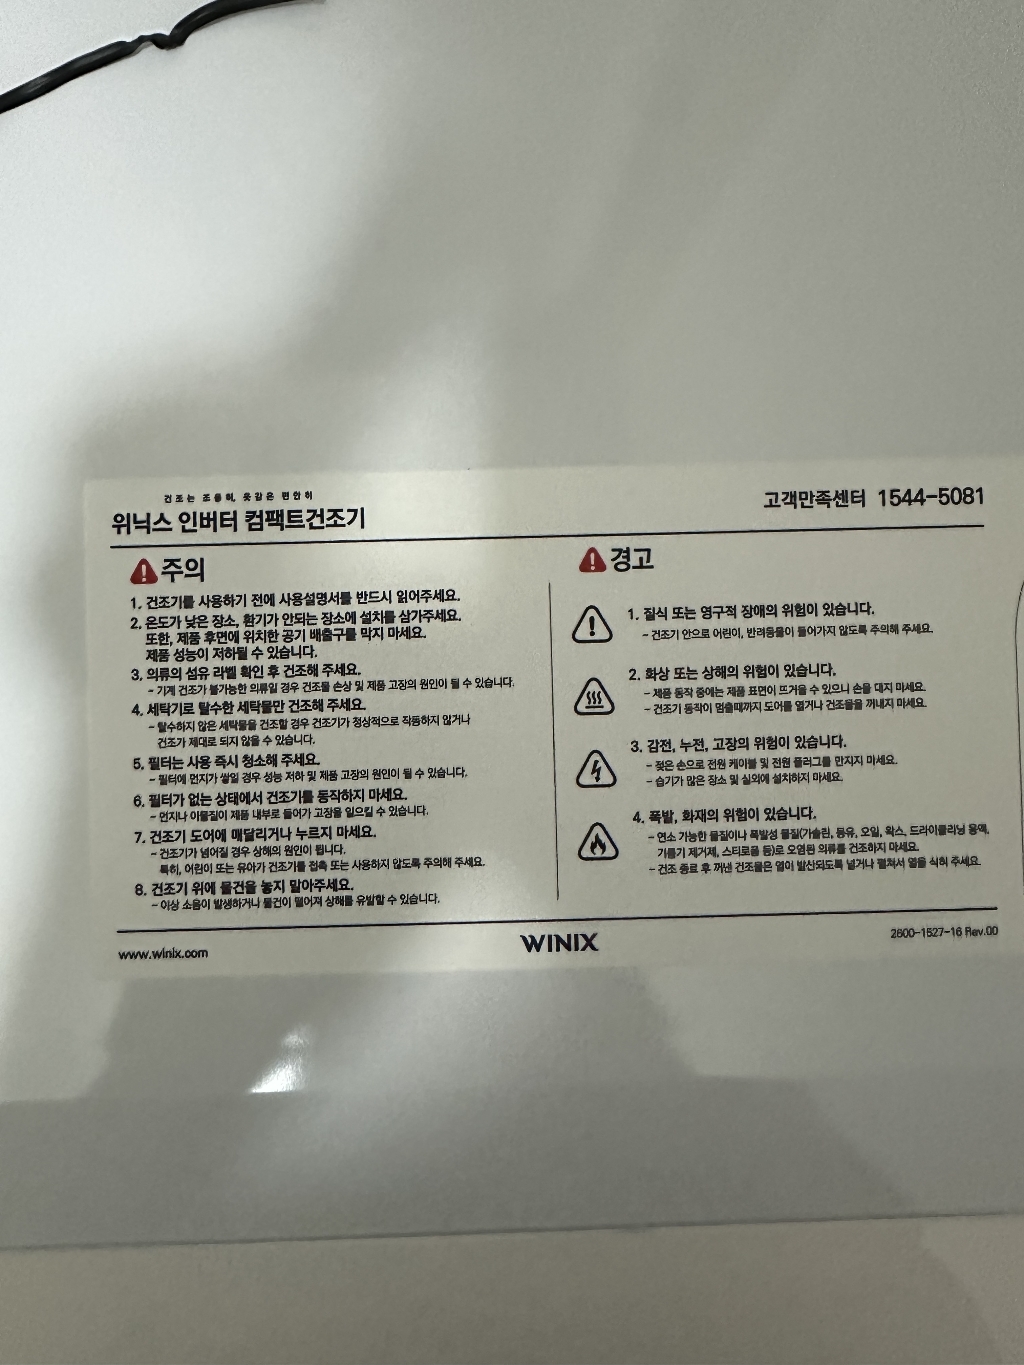 건조는 조용히, 옷감은 편안히
위닉스 인버터 컴팩트건조기
고객만족센터 1544-5081
주의
1. 건조기를 사용하기 전에 사용설명서를 반드시 읽어주세요.
2. 온도가 낮은 장소, 환기가 안되는 장소에 설치를 삼가주세요.
또한, 제품 후면에 위치한 공기 배출구를 막지 마세요.
제품 성능이 저하될 수 있습니다.
3. 의류의 섬유 라벨 확인 후 건조해 주세요.
- 기계 건조가 불가능한 의류일 경우 건조물 손상 및 제품 고장의 원인이 될 수 있습니다.
4. 세탁기로 탈수한 세탁물만 건조해 주세요.
- 탈수하지 않은 세탁물을 건조할 경우 건조기가 정상적으로 작동하지 않거나
건조가 제대로 되지 않을 수 있습니다.
5. 필터는 사용 즉시 청소해 주세요.
- 필터에 먼지가 쌓일 경우 성능 저하 및 제품 고장의 원인이 될 수 있습니다.
6. 필터가 없는 상태에서 건조기를 동작하지 마세요.
- 먼지나 이물질이 제품 내부로 들어가 고장을 일으킬 수 있습니다.
7. 건조기 도어에 매달리거나 누르지 마세요.
- 건조기가 넘어질 경우 상해의 원인이 됩니다.
특히, 어린이 또는 유아가 건조기를 접촉 또는 사용하지 않도록 주의해 주세요.
8. 건조기 위에 물건을 놓지 말아주세요.
- 이상 소음이 발생하거나 물건이 떨어져 상해를 유발할 수 있습니다.
경고
1. 질식 또는 영구적 장애의 위험이 있습니다.
- 건조기 안으로 어린이, 반려동물이 들어가지 않도록 주의해 주세요.
2. 화상 또는 상해의 위험이 있습니다.
- 제품 동작 중에는 제품 표면이 뜨거울 수 있으니 손을 대지 마세요.
- 건조기 동작이 멈출때까지 도어를 열거나 건조물을 꺼내지 마세요.
3. 감전, 누전, 고장의 위험이 있습니다.
- 젖은 손으로 전원 케이블 및 전원 플러그를 만지지 마세요.
- 습기가 많은 장소 및 실외에 설치하지 마세요.
4. 폭발, 화재의 위험이 있습니다.
- 연소 가능한 물질이나 폭발성 물질(가솔린, 등유, 오일, 왁스, 드라이클리닝 용액,
기름기 제거제, 스티로폼 등)로 오염된 의류를 건조하지 마세요.
- 건조 종료 후 꺼낸 건조물은 열이 발산되도록 널거나 펼쳐서 열을 식혀 주세요.
www.winix.com
WINIX
2600-1527-16 Rev.00